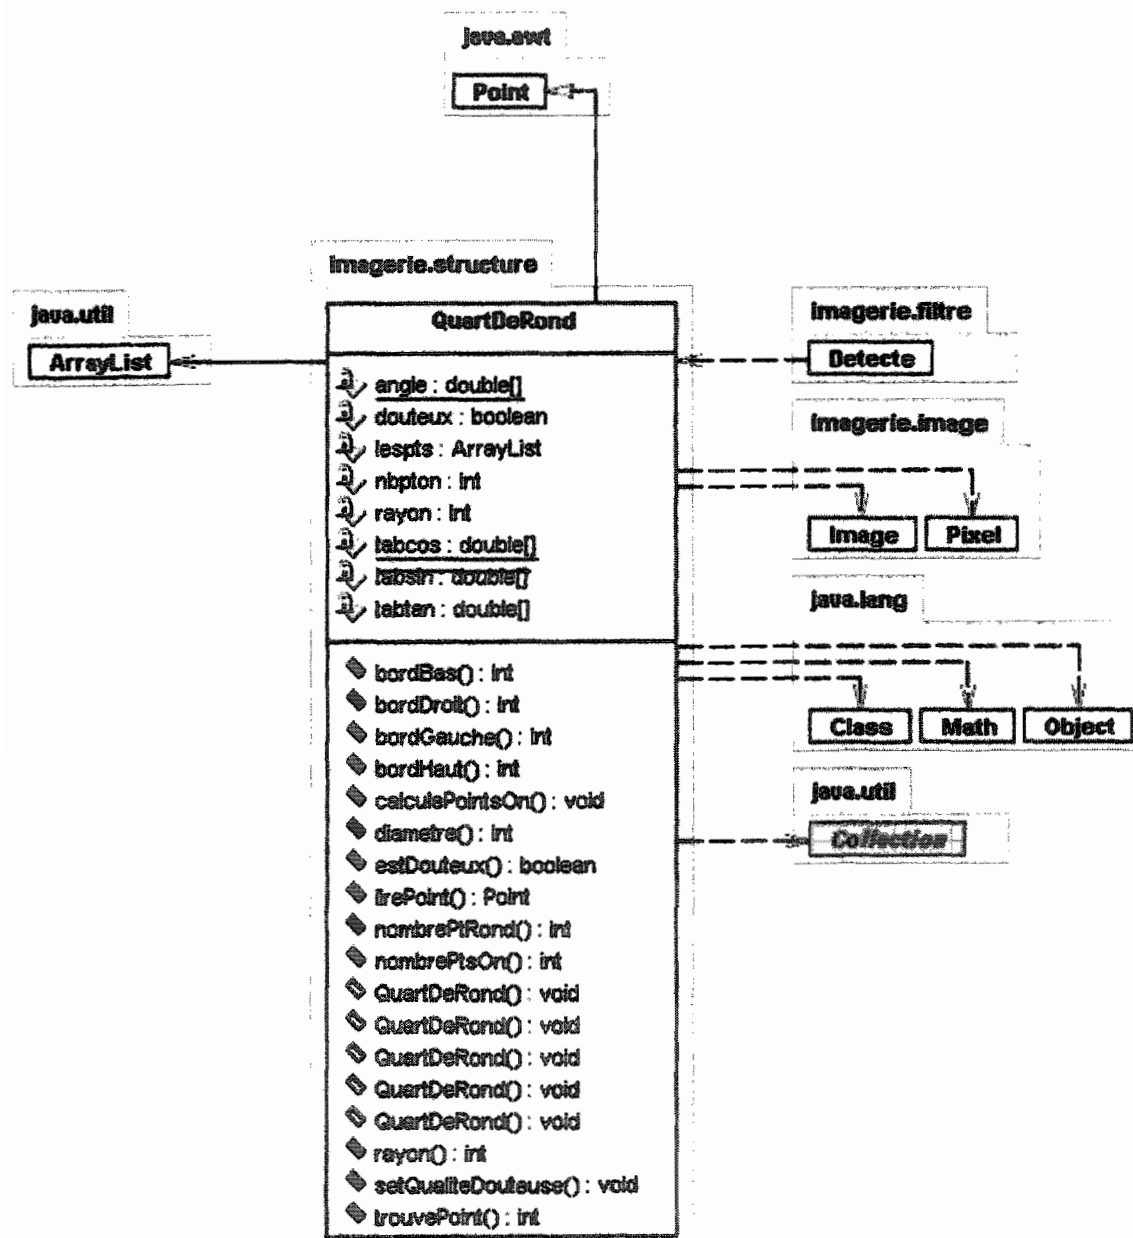 java.awt
Point
imagerie.structure
java.util
ArrayList
QuartDeRond
angle : double[]
douteux : boolean
lespts : ArrayList
nbpton : int
rayon : int
tabcos : double[]
tabsin : double[]
tabtan : double[]
bordBas() : int
bordDroit() : int
bordGauche() : int
bordHaut() : int
calculePointsOn() : void
diametre() : int
estDouteux() : boolean
lirePoint() : Point
nombrePtRond() : int
nombrePtsOn() : int
QuartDeRond() : void
QuartDeRond() : void
QuartDeRond() : void
QuartDeRond() : void
QuartDeRond() : void
rayon() : int
setQualiteDouteuse() : void
trouvePoint() : int
imagerie.filtre
Detecte
imagerie.image
Image
Pixel
java.lang
Class
Math
Object
java.util
Collection